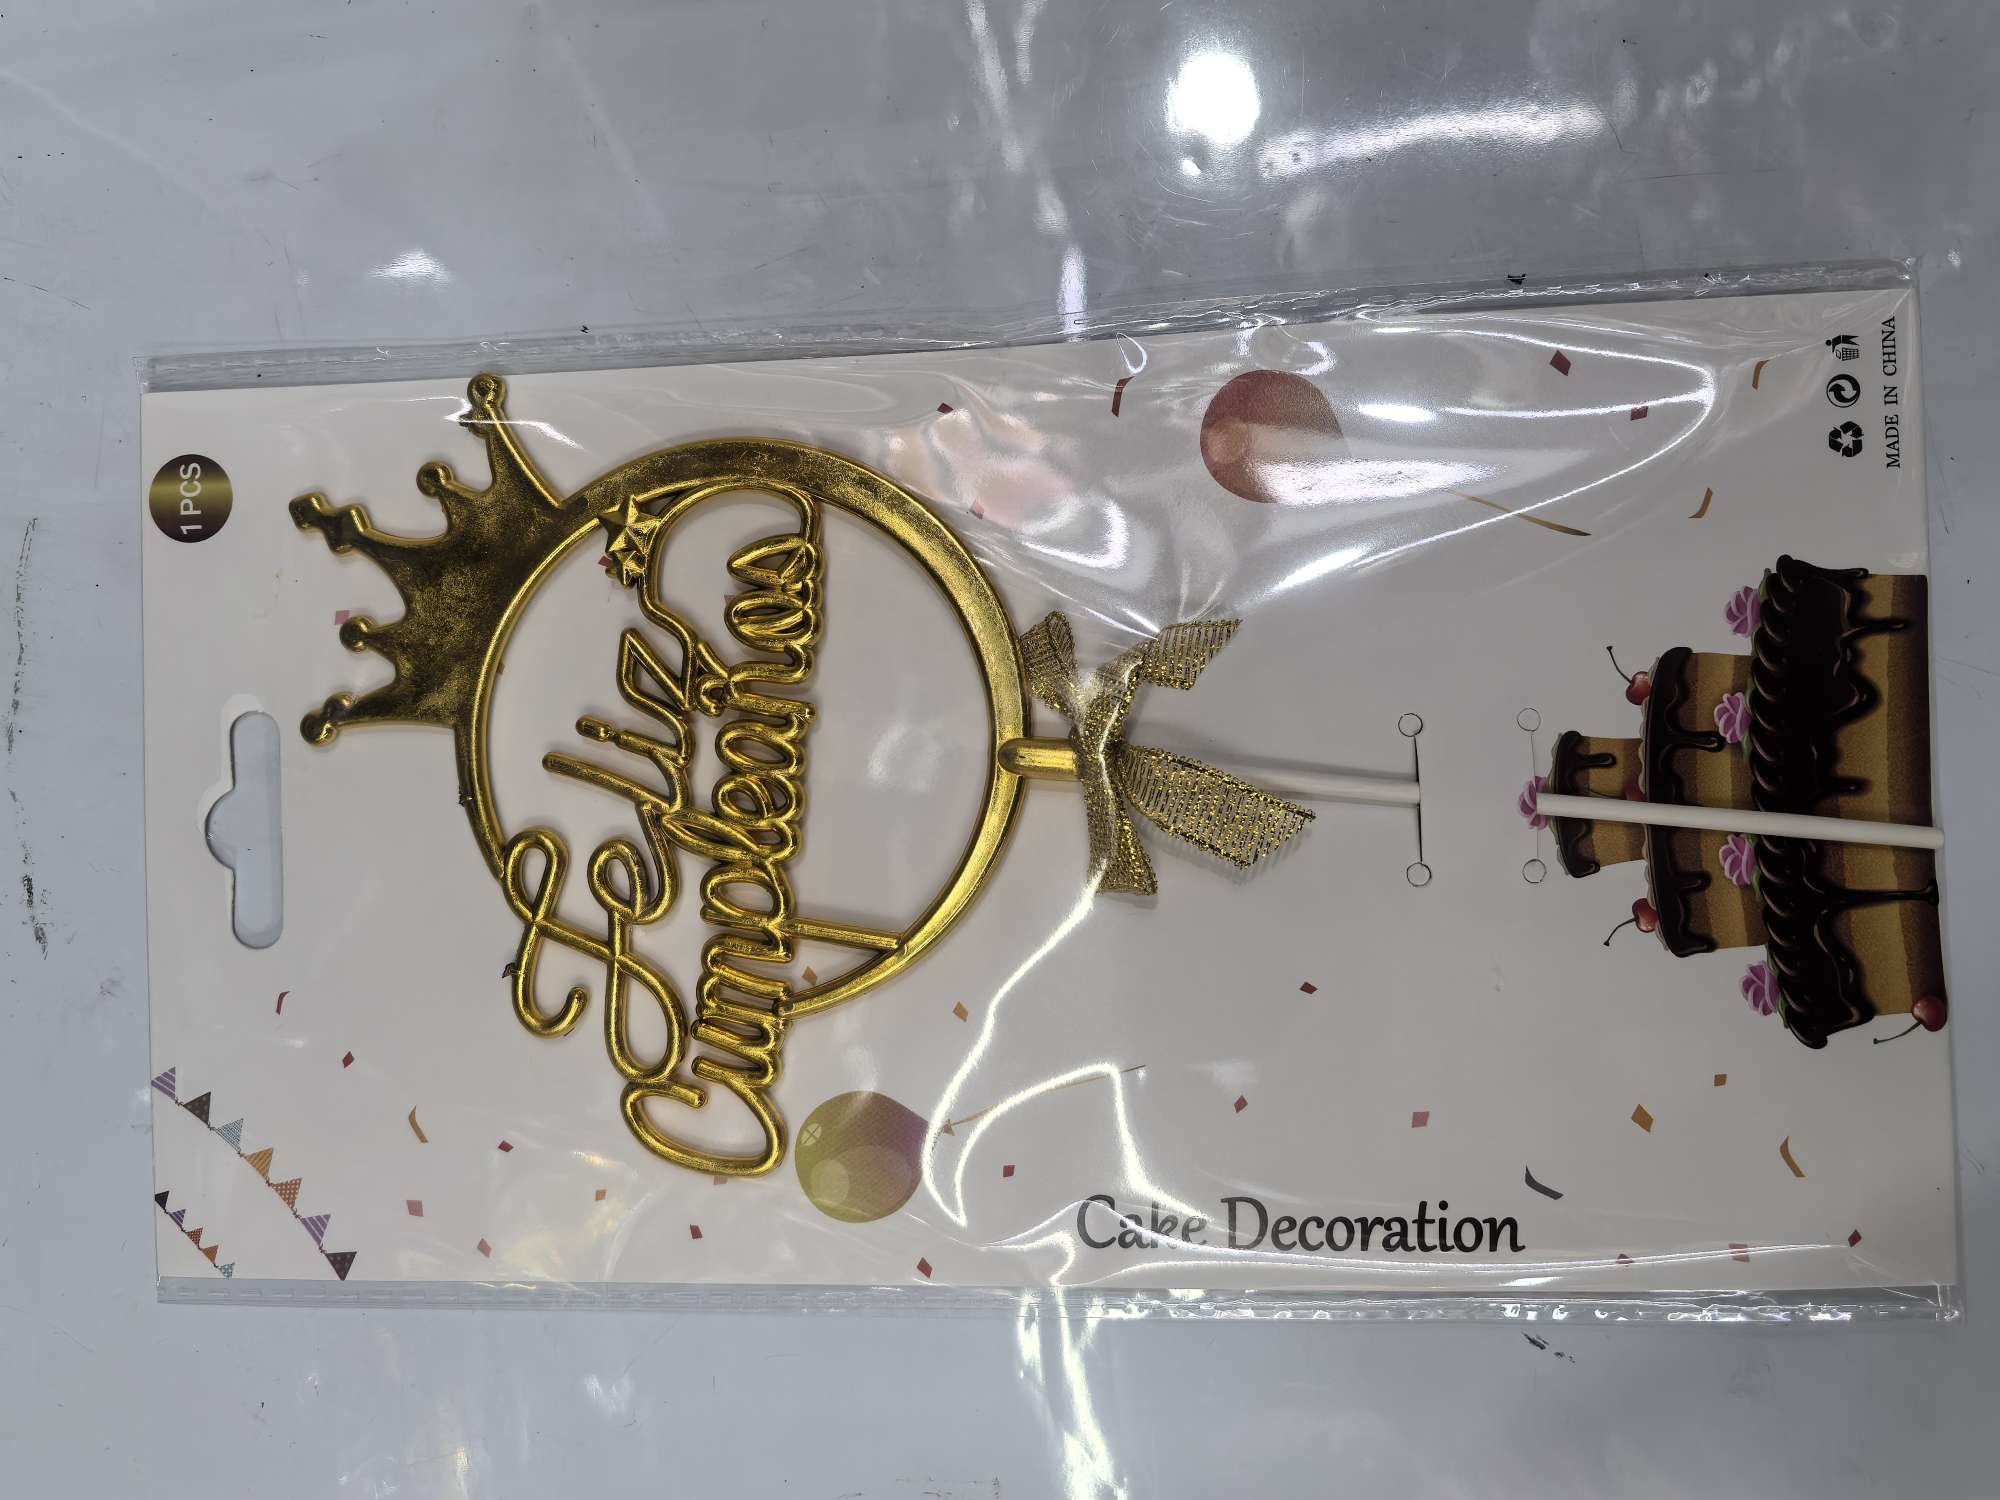 1 PCS
Feliz
Cumpleaños
Cake Decoration
MADE IN CHINA